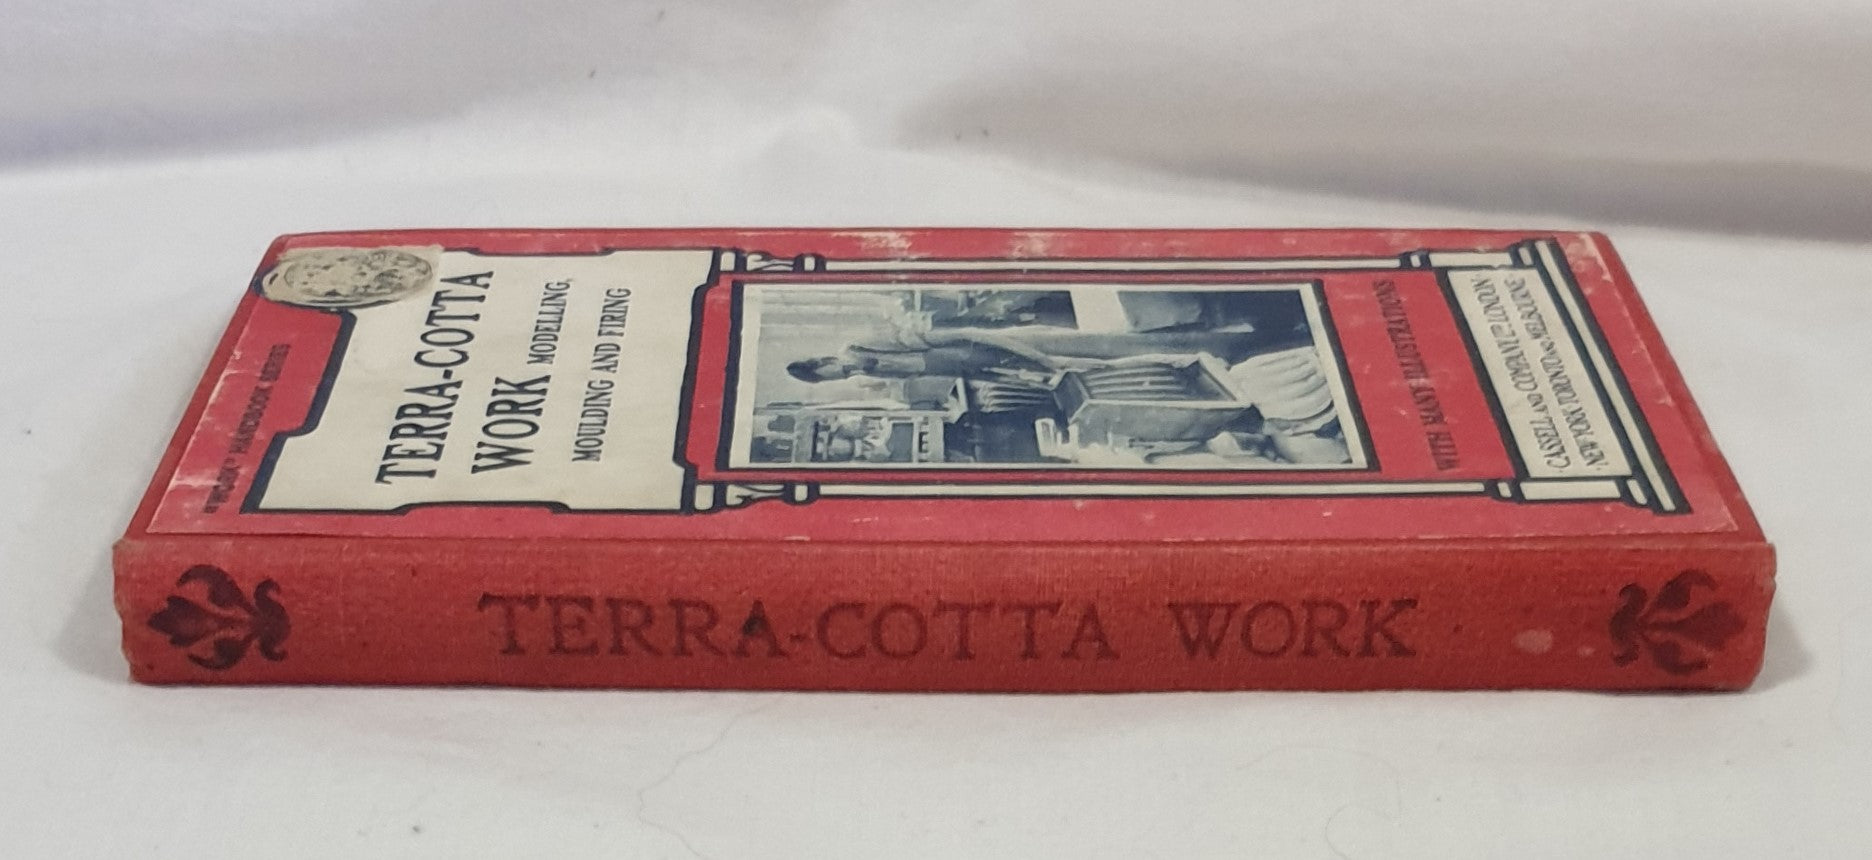 "WORK" HANDBOOK SERIES
TERRA-COTTA
WORK MODELLING,
MOULDING AND FIRING
WITH MANY ILLUSTRATIONS
CASSELL AND COMPANY LTD LONDON
NEW YORK TORONTO AND MELBOURNE
TERRA-COTTA WORK